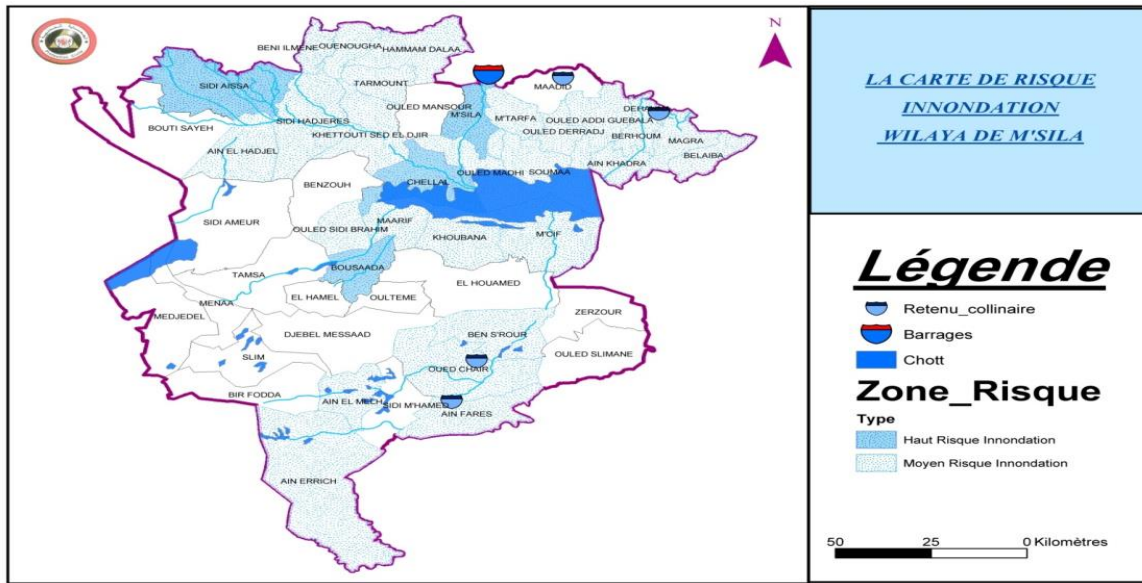 N
BENI ILMENE
OUENOUGHA
HAMMAM DALAA
SIDI AISSA
TARMOUNT
MAADID
OULED MANSOUR
M'SILA
M'TARFA
OULED ADDI GUEBALA
BOUTI SAYEH
SIDI HADJERES
KHETTOUTI SED EL DJIR
OULED DERRADJ
BERHOUM
MAGRA
BELAIBA
AIN EL HADJEL
AIN KHADRA
BENZOUH
CHELLAL
OULED MADHI
SOUMAA
SIDI AMEUR
MAARIF
OULED SIDI BRAHIM
KHOUBANA
M'CIF
BOUSAADA
TAMSA
EL HOUAMED
MENAA
EL HAMEL
OULTEME
MEDJEDEL
ZERZOUR
DJEBEL MESSAAD
BEN S'ROUR
SLIM
OULED SLIMANE
OUED CHAIR
BIR FODDA
AIN EL MELH
SIDI M'HAMED
AIN FARES
AIN ERRICH
LA CARTE DE RISQUE
INNONDATION
WILAYA DE M'SILA
Légende
Retenu_collinaire
Barrages
Chott
Zone_Risque
Type
Haut Risque Innondation
Moyen Risque Innondation
50 25 0 Kilomètres